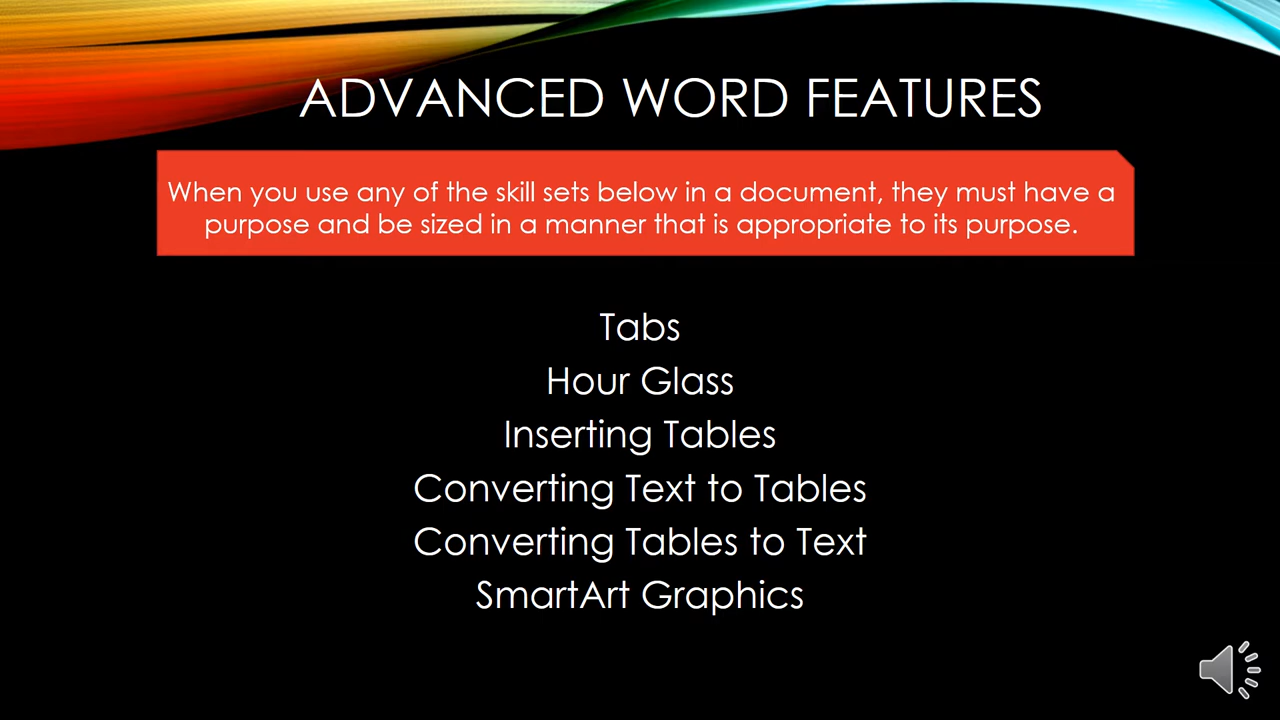 ADVANCED WORD FEATURES
When you use any of the skill sets below in a document, they must have a
purpose and be sized in a manner that is appropriate to its purpose.
Tabs
Hour Glass
Inserting Tables
Converting Text to Tables
Converting Tables to Text
SmartArt Graphics